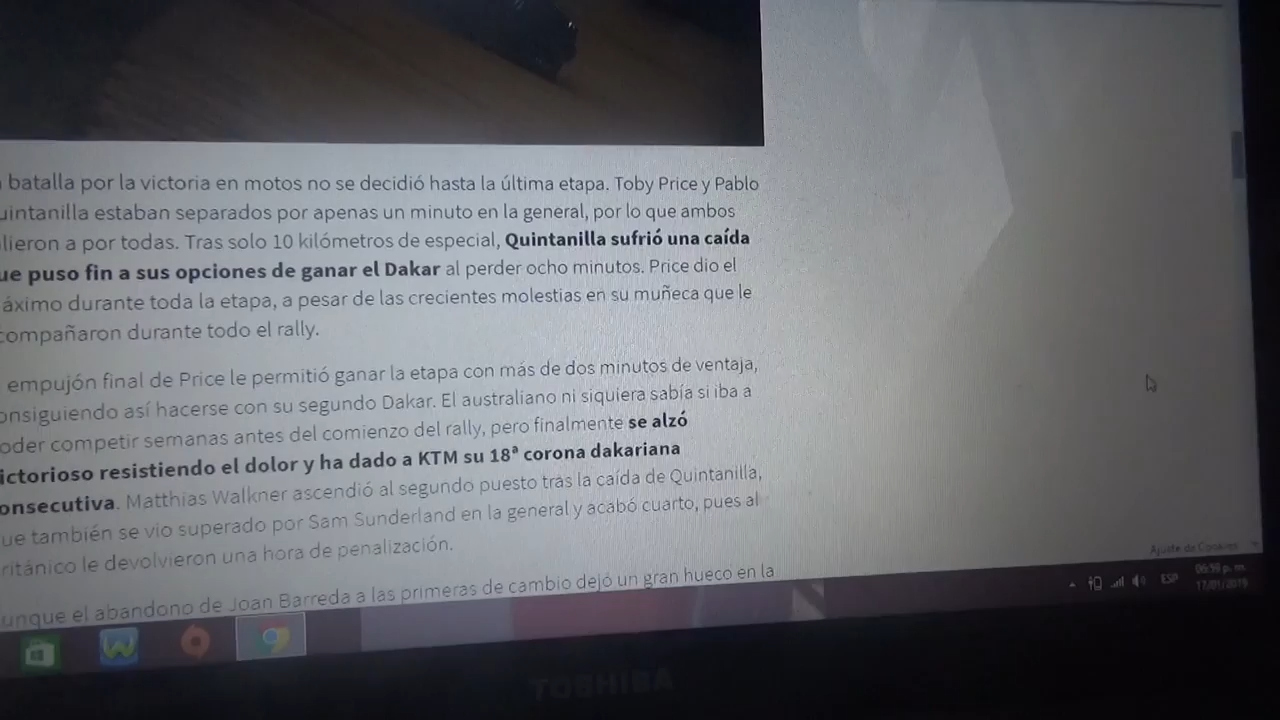 batalla por la victoria en motos no se decidió hasta la última etapa. Toby Price y Pablo
uintanilla estaban separados por apenas un minuto en la general, por lo que ambos
lieron a por todas. Tras solo 10 kilómetros de especial, Quintanilla sufrió una caída
ue puso fin a sus opciones de ganar el Dakar al perder ocho minutos. Price dio el
áximo durante toda la etapa, a pesar de las crecientes molestias en su muñeca que le
compañaron durante todo el rally.
empujón final de Price le permitió ganar la etapa con más de dos minutos de ventaja,
onsiguiendo así hacerse con su segundo Dakar. El australiano ni siquiera sabía si iba a
oder competir semanas antes del comienzo del rally, pero finalmente se alzó
ictorioso resistiendo el dolor y ha dado a KTM su 18ª corona dakariana
onsecutiva. Matthias Walkner ascendió al segundo puesto tras la caída de Quintanilla,
ue también se vio superado por Sam Sunderland en la general y acabó cuarto, pues al
ritánico le devolvieron una hora de penalización.
unque el abandono de Joan Barreda a las primeras de cambio dejó un gran hueco en la
Ajuste de Cookies
ESP
06:59 p. m.
17/01/2019
TOSHIBA